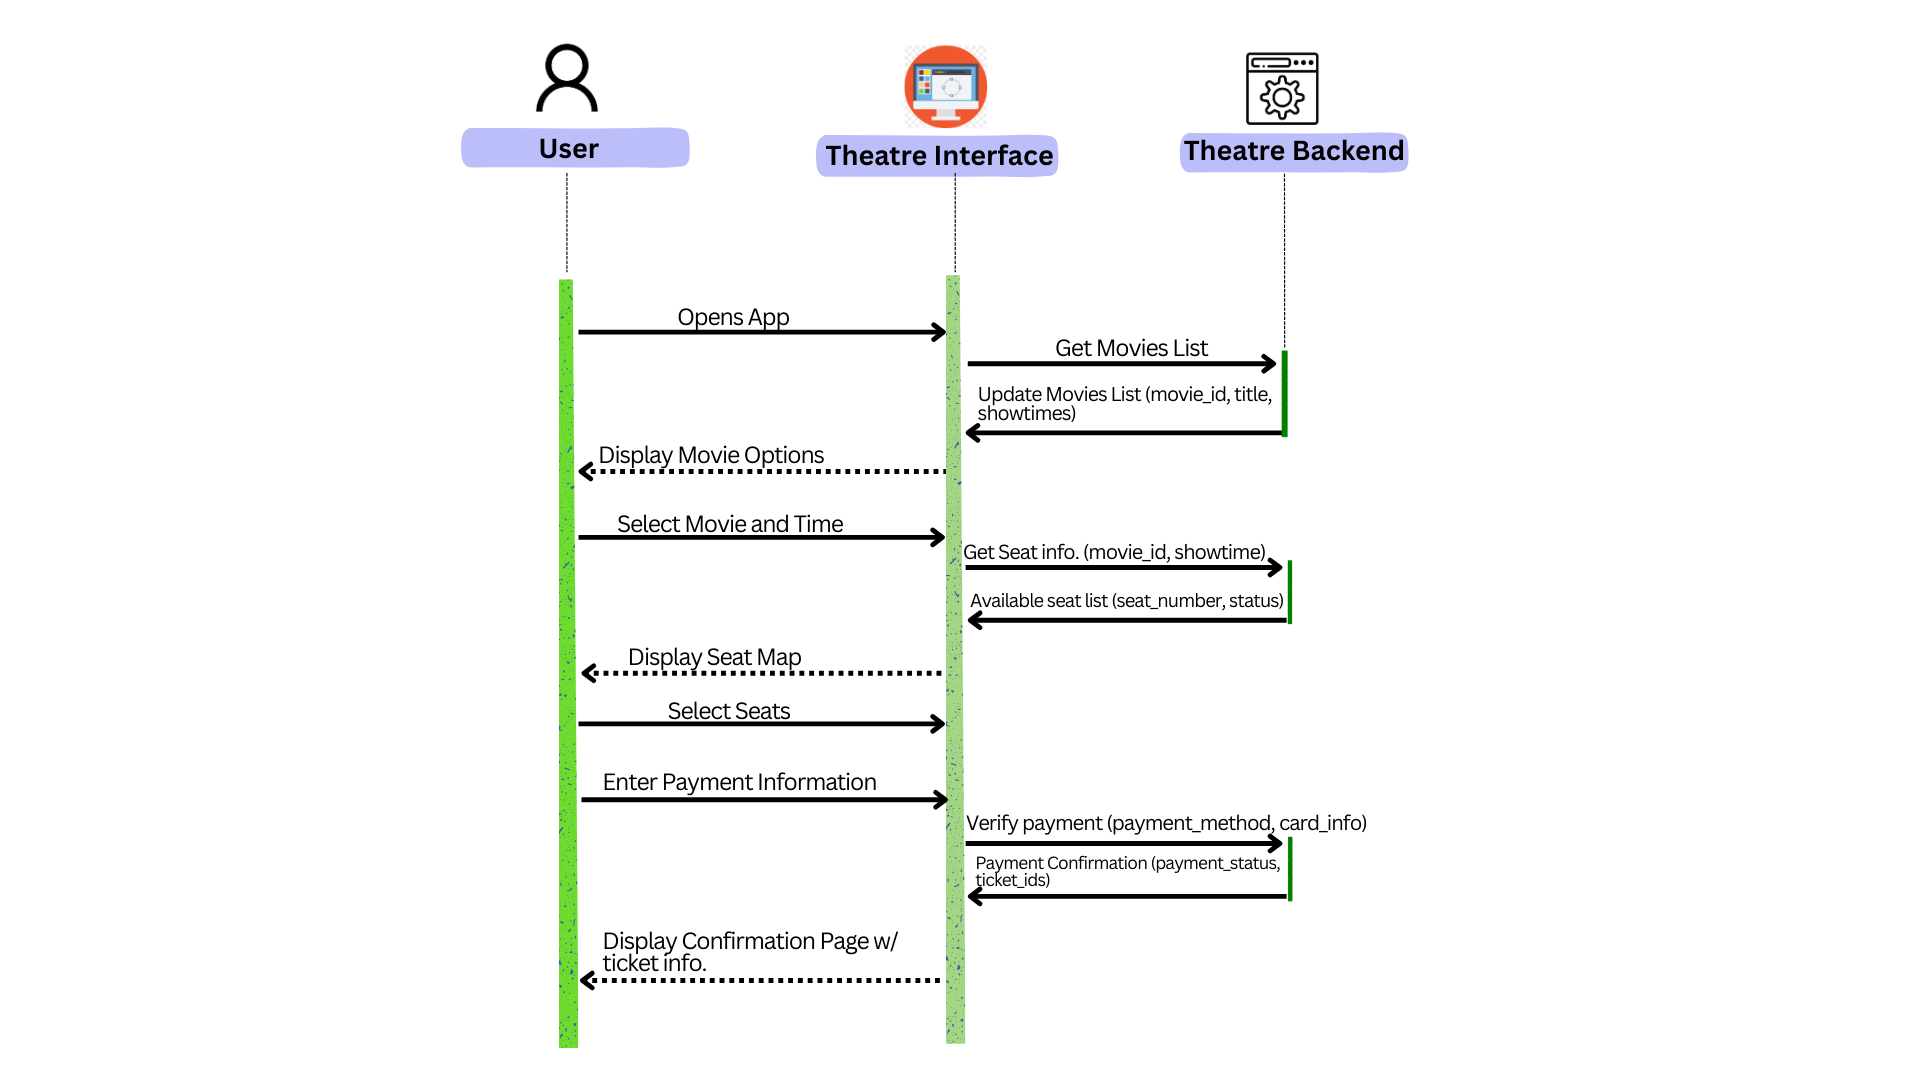 User
Theatre Interface
Theatre Backend
Opens App
Get Movies List
Update Movies List (movie_id, title,
showtimes)
Display Movie Options
Select Movie and Time
Get Seat info. (movie_id, showtime)
Available seat list (seat_number, status)
Display Seat Map
Select Seats
Enter Payment Information
Verify payment (payment_method, card_info)
Payment Confirmation (payment_status,
ticket_ids)
Display Confirmation Page w/
ticket info.